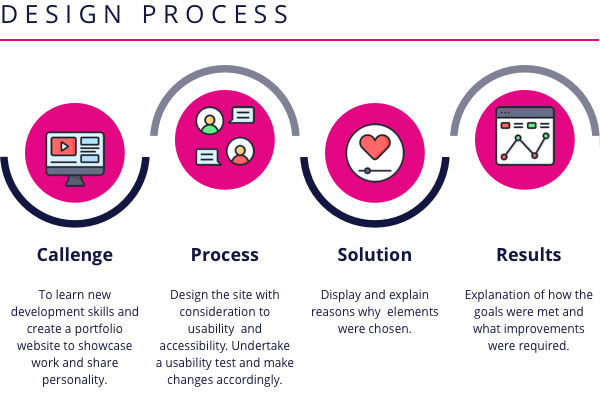 DESIGN PROCESS
Callenge
To learn new
development skills and
create a portfolio
website to showcase
work and share
personality.
Process
Design the site with
consideration to
usability and
accessibility. Undertake
a usability test and make
changes accordingly.
Solution
Display and explain
reasons why elements
were chosen.
Results
Explanation of how the
goals were met and
what improvements
were required.